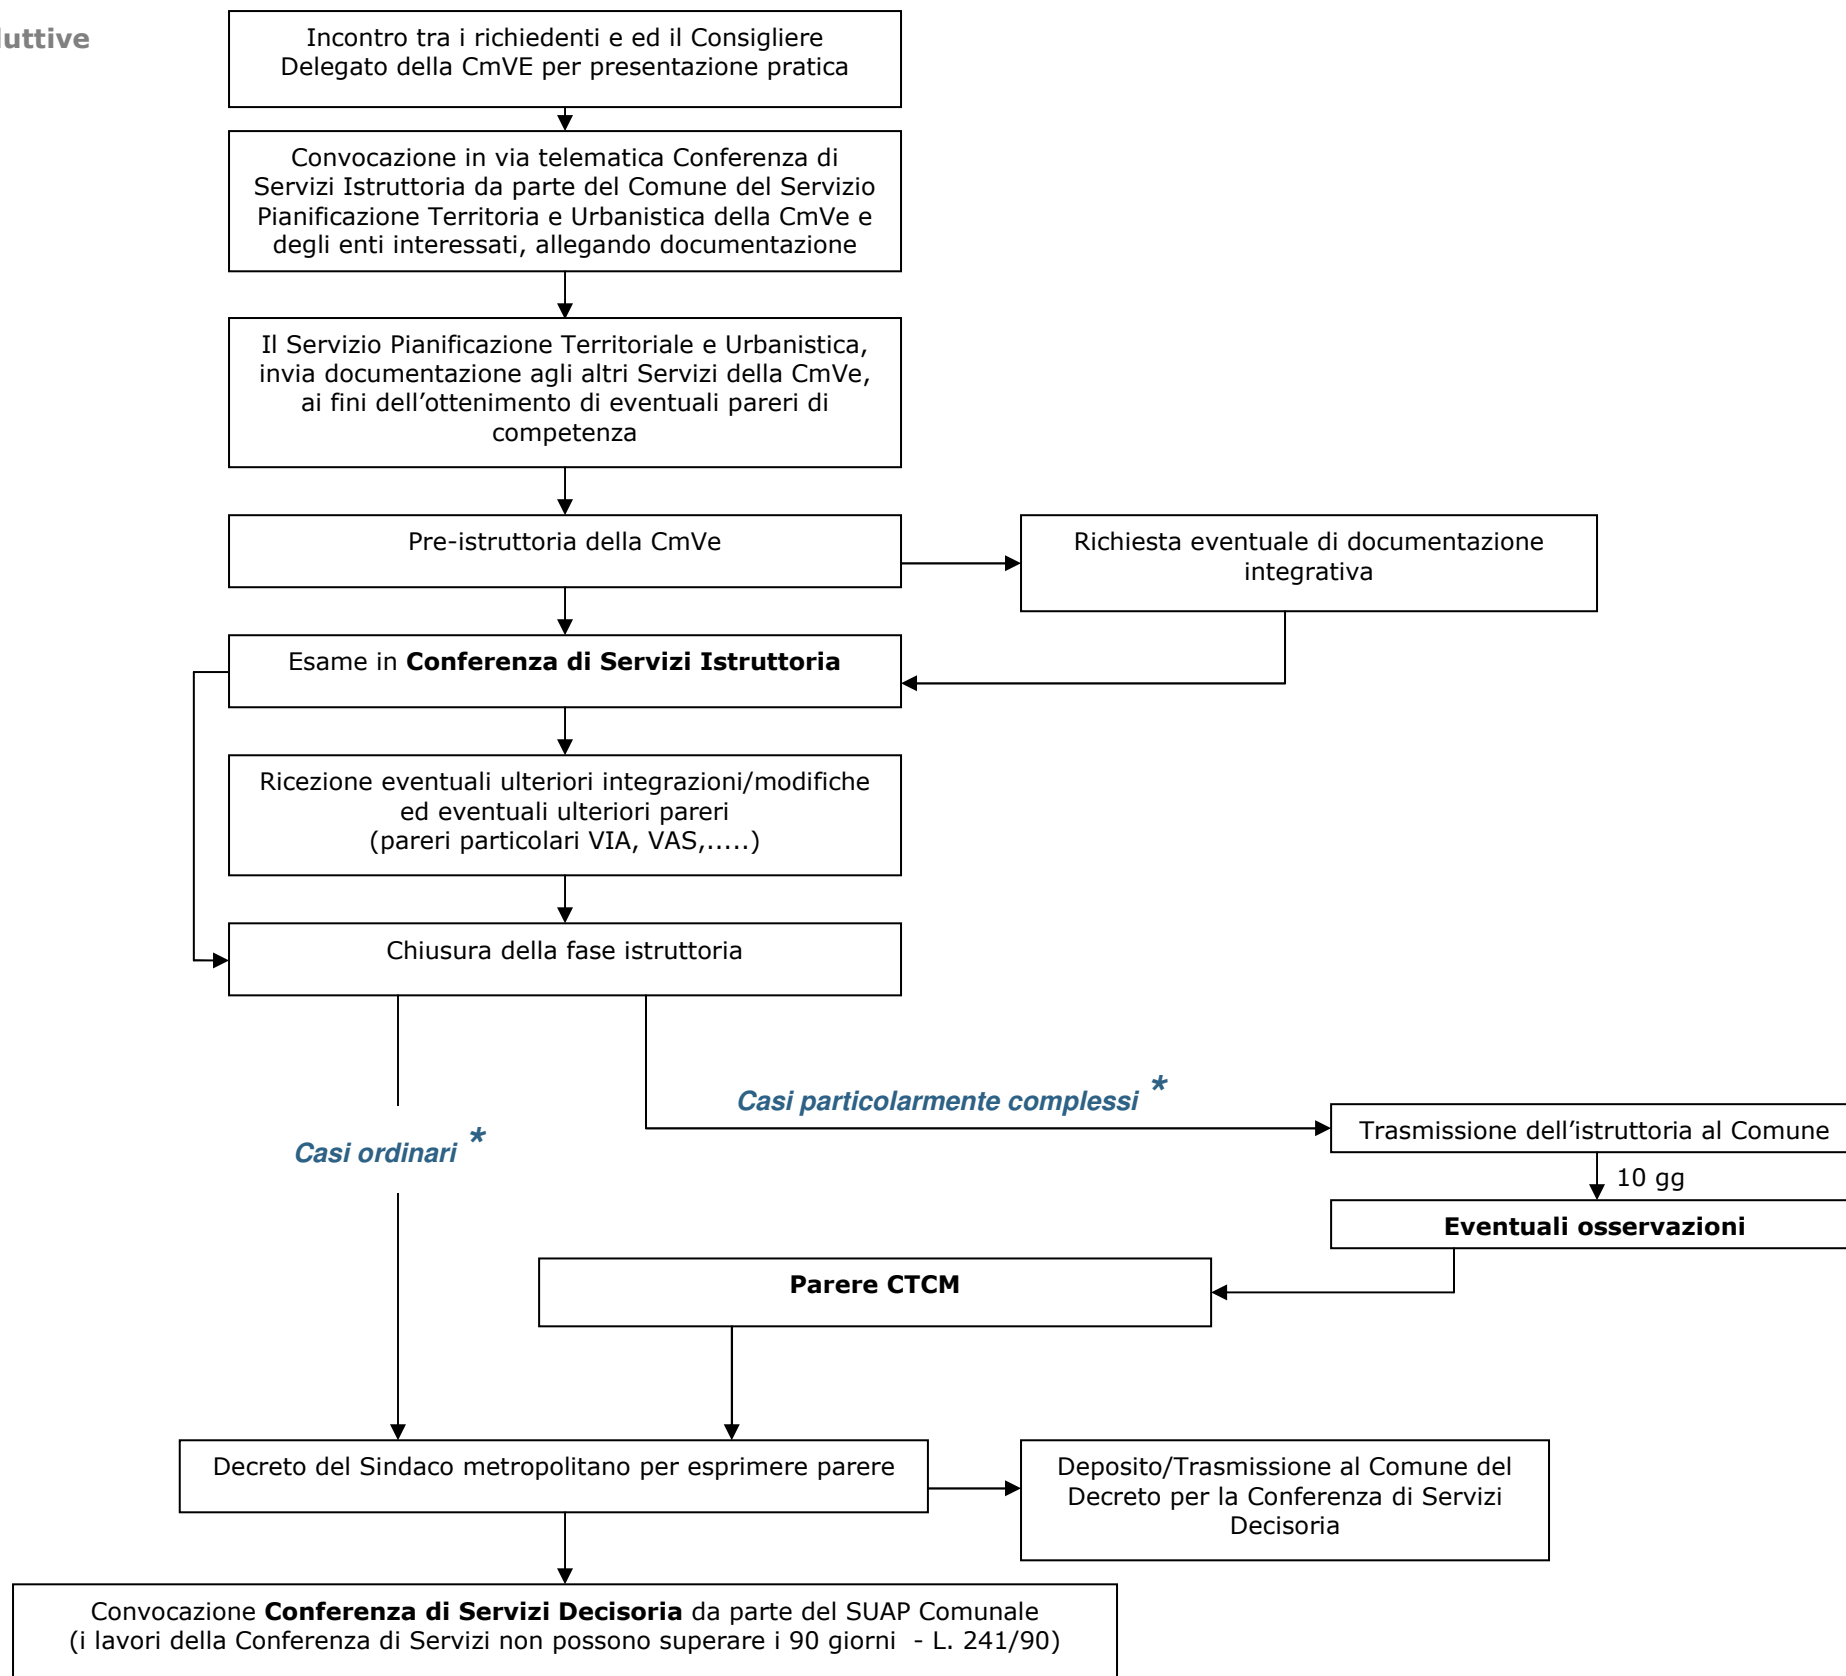 Incontro tra i richiedenti e ed il Consigliere
Delegato della CmVE per presentazione pratica
Convocazione in via telematica Conferenza di
Servizi Istruttoria da parte del Comune del Servizio
Pianificazione Territoria e Urbanistica della CmVe e
degli enti interessati, allegando documentazione
Il Servizio Pianificazione Territoriale e Urbanistica,
invia documentazione agli altri Servizi della CmVe,
ai fini dell’ottenimento di eventuali pareri di
competenza
Pre-istruttoria della CmVe
Richiesta eventuale di documentazione
integrativa
Esame in Conferenza di Servizi Istruttoria
Ricezione eventuali ulteriori integrazioni/modifiche
ed eventuali ulteriori pareri
(pareri particolari VIA, VAS,.....)
Chiusura della fase istruttoria
Casi particolarmente complessi *
Casi ordinari *
Trasmissione dell’istruttoria al Comune
10 gg
Eventuali osservazioni
Parere CTCM
Decreto del Sindaco metropolitano per esprimere parere
Deposito/Trasmissione al Comune del
Decreto per la Conferenza di Servizi
Decisoria
Convocazione Conferenza di Servizi Decisoria da parte del SUAP Comunale
(i lavori della Conferenza di Servizi non possono superare i 90 giorni - L. 241/90)